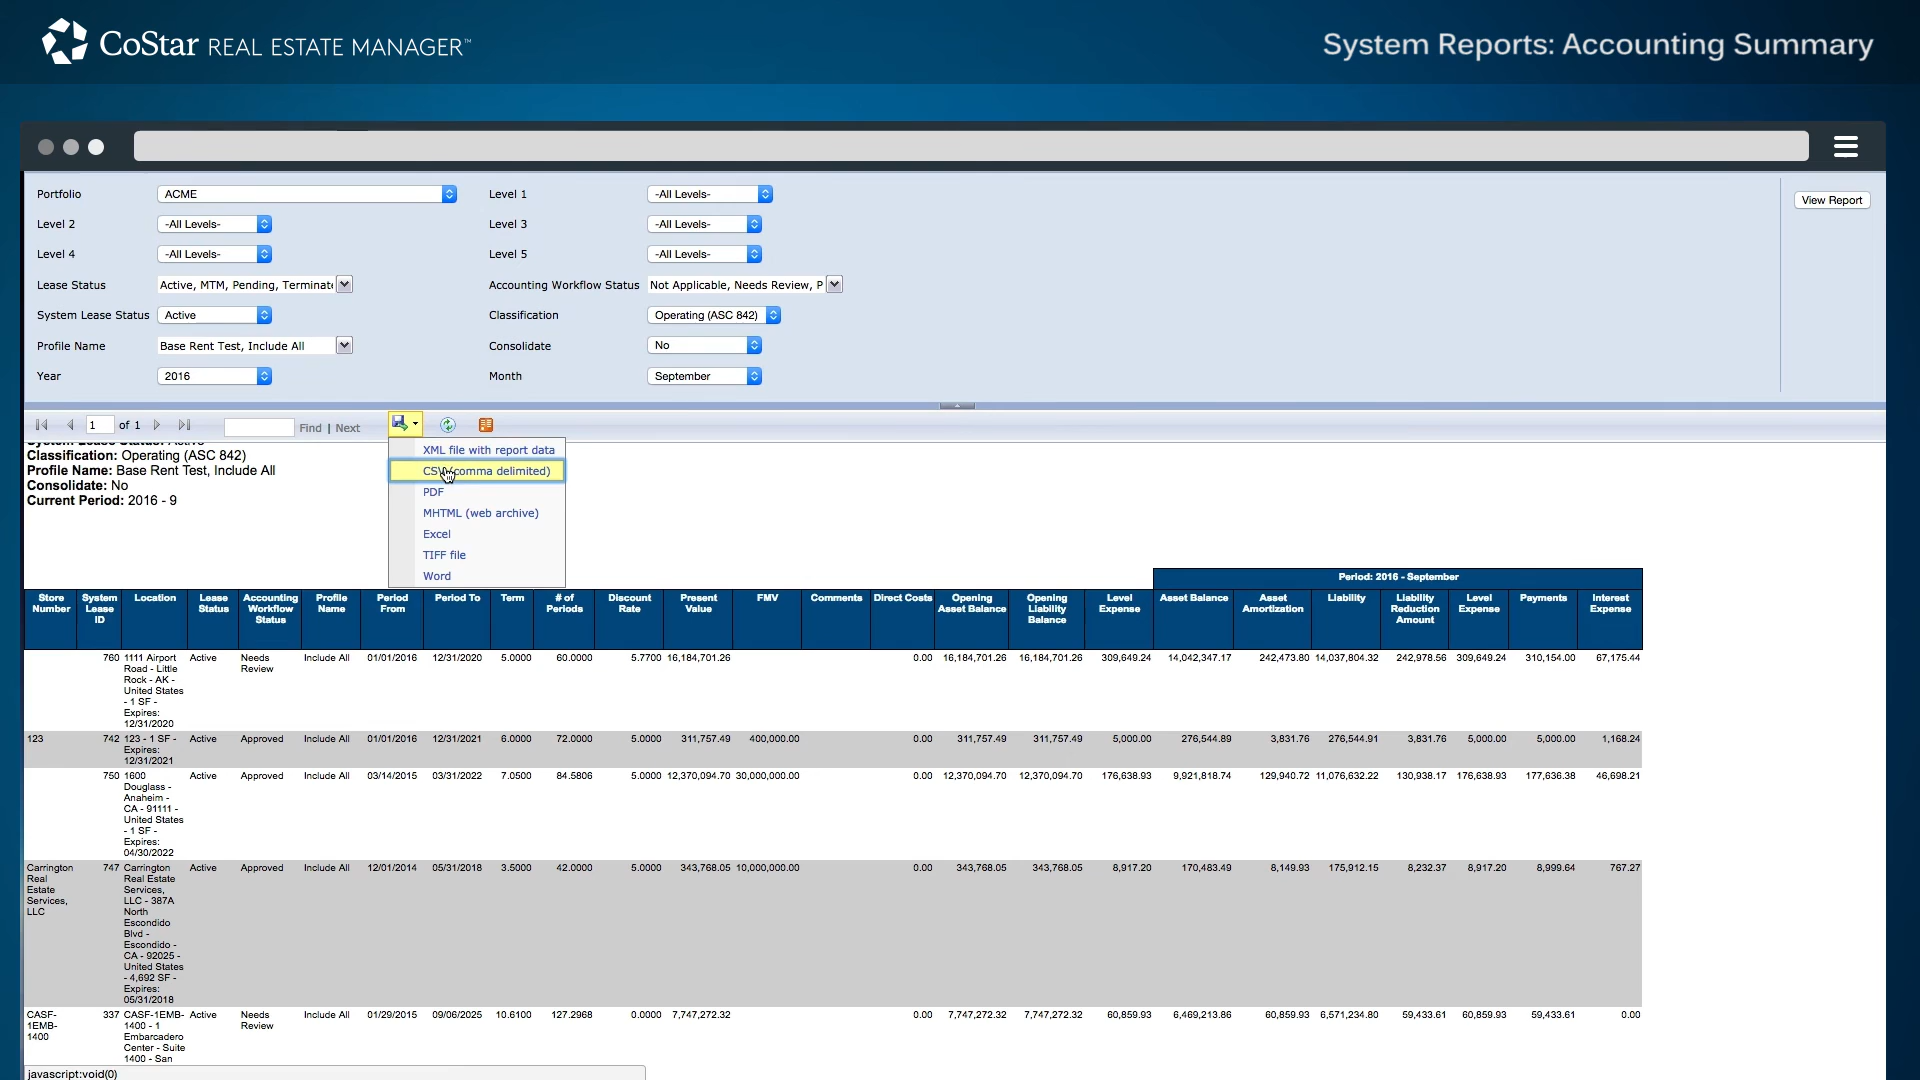 CoStar REAL ESTATE MANAGER™
System Reports: Accounting Summary
Portfolio ACME Level 1 -All Levels- View Report
Level 2 -All Levels- Level 3 -All Levels-
Level 4 -All Levels- Level 5 -All Levels-
Lease Status Active, MTM, Pending, Terminate Accounting Workflow Status Not Applicable, Needs Review, P
System Lease Status Active Classification Operating (ASC 842)
Profile Name Base Rent Test, Include All Consolidate No
Year 2016 Month September
1 of 1 Find | Next
System Lease Status: Active
Classification: Operating (ASC 842)
Profile Name: Base Rent Test, Include All
Consolidate: No
Current Period: 2016 - 9
XML file with report data
CSV (comma delimited)
PDF
MHTML (web archive)
Excel
TIFF file
Word
Period: 2016 - September
Store Number System Lease ID Location Lease Status Accounting Workflow Status Profile Name Period From Period To Term # of Periods Discount Rate Present Value FMV Comments Direct Costs Opening Asset Balance Opening Liability Balance Level Expense Asset Balance Asset Amortization Liability Liability Reduction Amount Level Expense Payments Interest Expense
760 1111 Airport Active Needs Include All 01/01/2016 12/31/2020 5.0000 60.0000 5.7700 16,184,701.26 0.00 16,184,701.26 16,184,701.26 309,649.24 14,042,347.17 242,473.80 14,037,804.32 242,978.56 309,649.24 310,154.00 67,175.44
Road - Little Review
Rock - AK -
United States
- 1 SF -
Expires:
12/31/2020
123 742 123 - 1 SF - Active Approved Include All 01/01/2016 12/31/2021 6.0000 72.0000 5.0000 311,757.49 400,000.00 0.00 311,757.49 311,757.49 5,000.00 276,544.89 3,831.76 276,544.91 3,831.76 5,000.00 5,000.00 1,168.24
Expires:
12/31/2021
750 1600 Active Approved Include All 03/14/2015 03/31/2022 7.0500 84.5806 5.0000 12,370,094.70 30,000,000.00 0.00 12,370,094.70 12,370,094.70 176,638.93 9,921,818.74 129,940.72 11,076,632.22 130,938.17 176,638.93 177,636.38 46,698.21
Douglass -
Anaheim -
CA - 91111 -
United States
- 1 SF -
Expires:
04/30/2022
Carrington 747 Carrington Active Approved Include All 12/01/2014 05/31/2018 3.5000 42.0000 5.0000 343,768.05 10,000,000.00 0.00 343,768.05 343,768.05 8,917.20 170,483.49 8,149.93 175,912.15 8,232.37 8,917.20 8,999.64 767.27
Real Real Estate
Estate Services,
Services, LLC - 387A
LLC North
Escondido
Blvd -
Escondido -
CA - 92025 -
United States
- 4,692 SF -
Expires:
05/31/2018
CASF- 337 CASF-1EMB- Active Needs Include All 01/29/2015 09/06/2025 10.6100 127.2968 0.0000 7,747,272.32 0.00 7,747,272.32 7,747,272.32 60,859.93 6,469,213.86 60,859.93 6,571,234.80 59,433.61 60,859.93 59,433.61 0.00
1EMB- 1400 - 1 Review
1400 Embarcadero
Center - Suite
1400 - San
javascript:void(0)